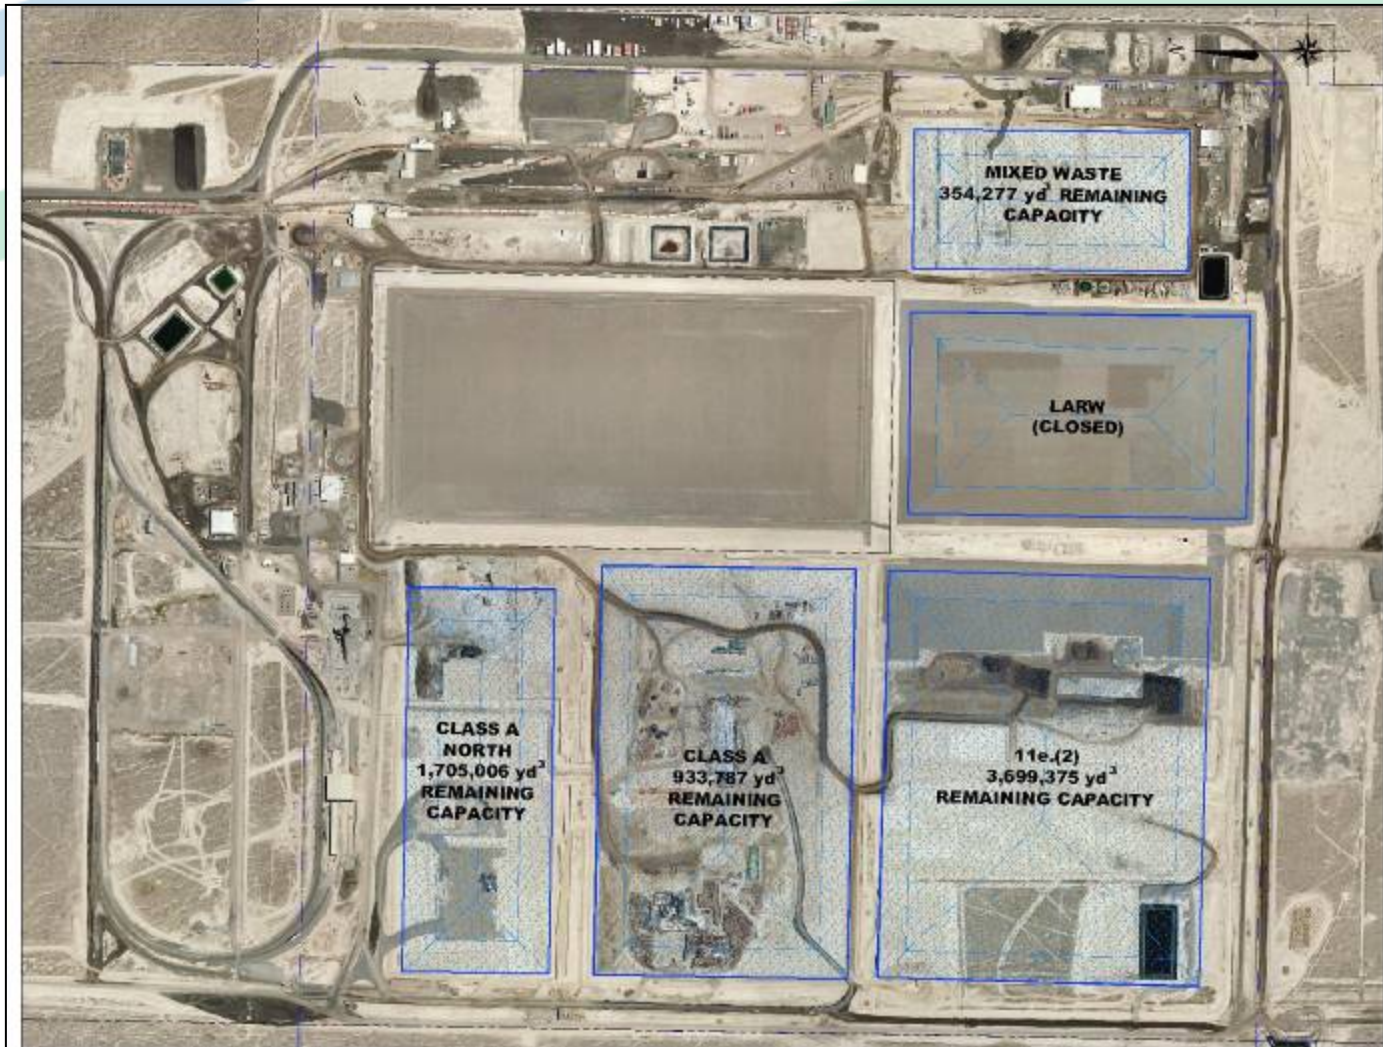 MIXED WASTE
354,277 yd³ REMAINING
CAPACITY
LARW
(CLOSED)
CLASS A
NORTH
1,705,006 yd³
REMAINING
CAPACITY
CLASS A
933,787 yd³
REMAINING
CAPACITY
11e.(2)
3,699,375 yd³
REMAINING CAPACITY